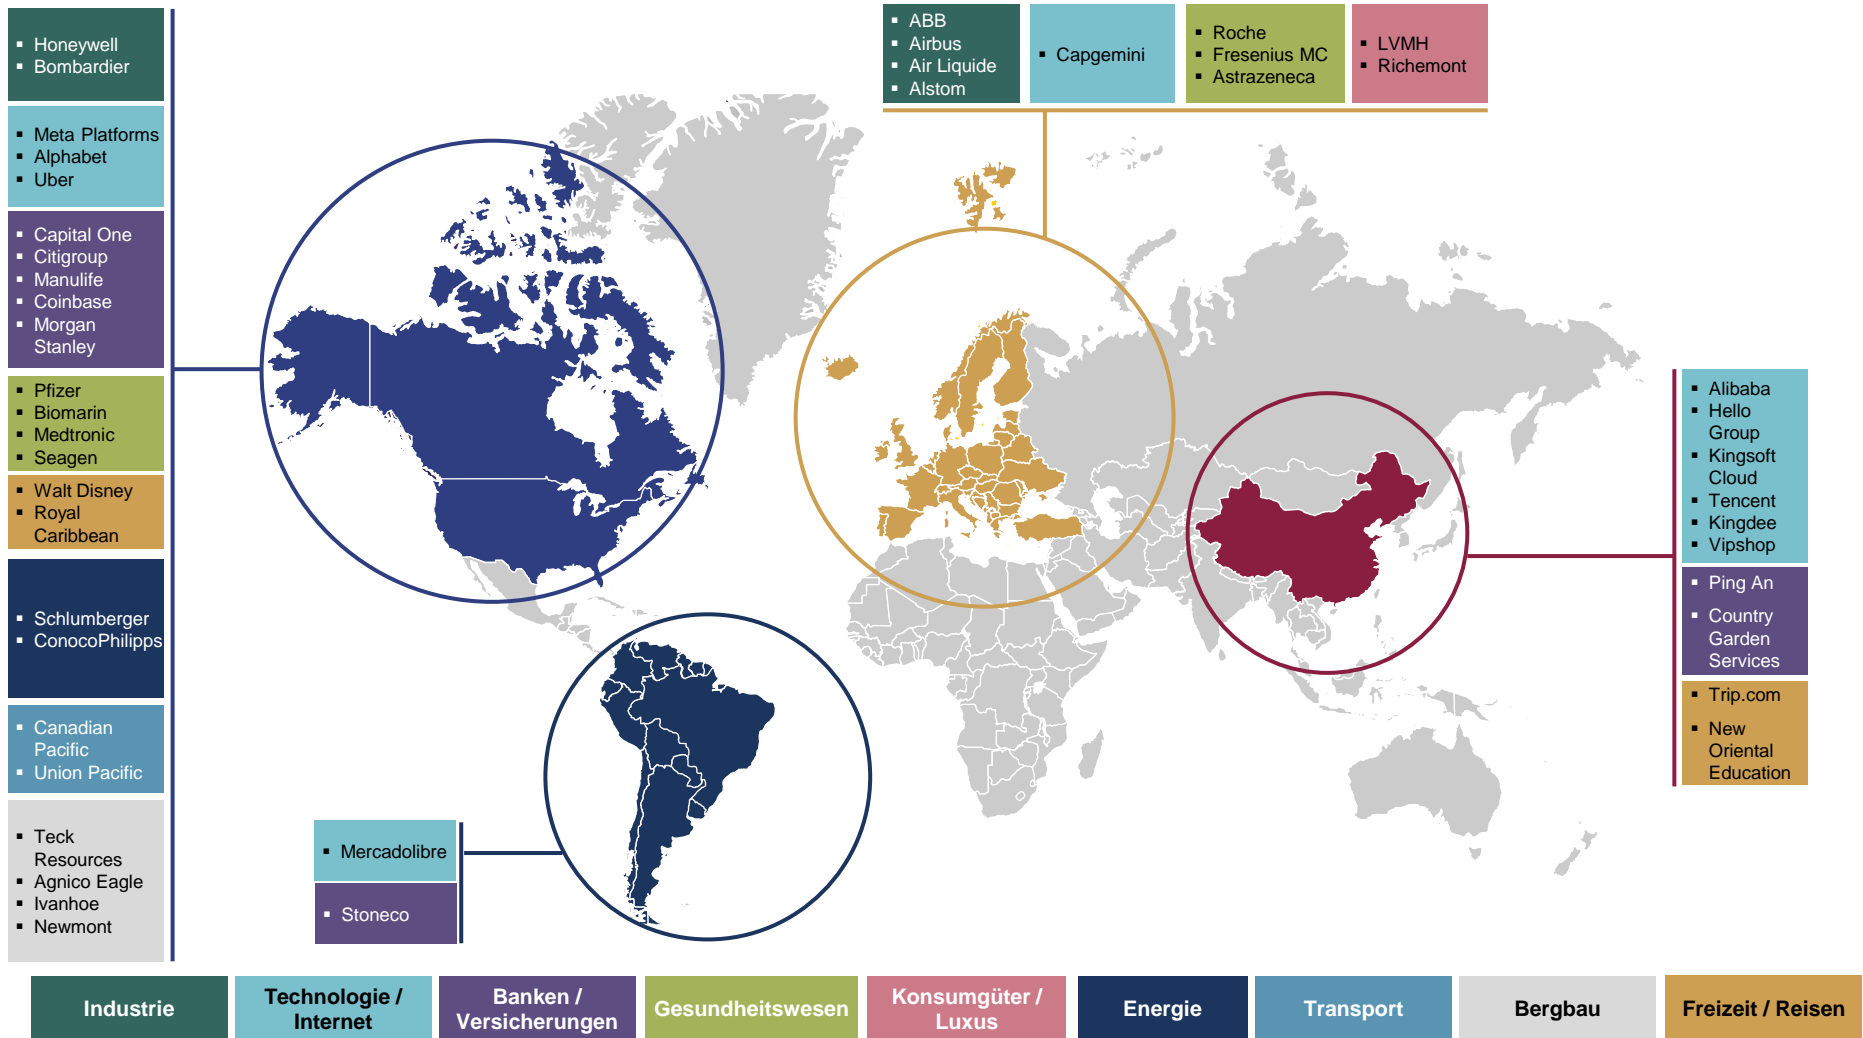 Honeywell
Bombardier
Meta Platforms
Alphabet
Uber
Capital One
Citigroup
Manulife
Coinbase
Morgan
Stanley
Pfizer
Biomarin
Medtronic
Seagen
Walt Disney
Royal
Caribbean
Schlumberger
ConocoPhilipps
Canadian
Pacific
Union Pacific
Teck
Resources
Agnico Eagle
Ivanhoe
Newmont
ABB
Airbus
Air Liquide
Alstom
Capgemini
Roche
Fresenius MC
Astrazeneca
LVMH
Richemont
Alibaba
Hello
Group
Kingsoft
Cloud
Tencent
Kingdee
Vipshop
Ping An
Country
Garden
Services
Trip.com
New
Oriental
Education
Mercadolibre
Stoneco
Industrie
Technologie /
Internet
Banken /
Versicherungen
Gesundheitswesen
Konsumgüter /
Luxus
Energie
Transport
Bergbau
Freizeit / Reisen